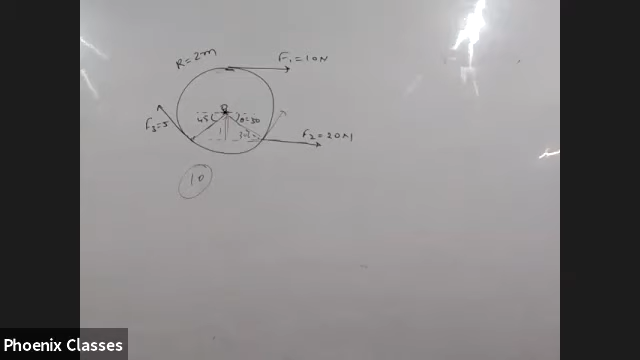 R=2m
F₁=10N
45
θ=30
F₃=5
F₂=20N
10
Phoenix Classes